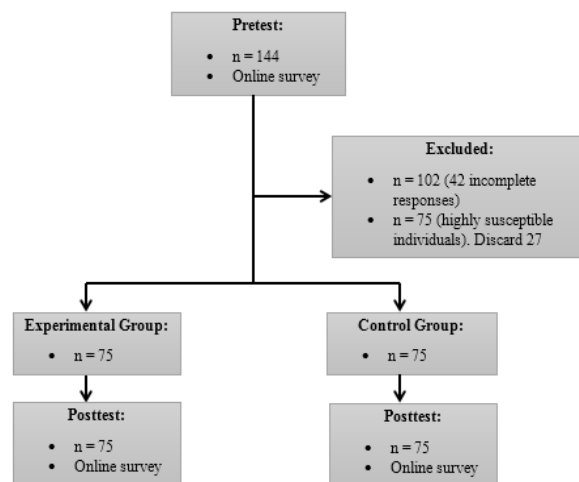 Pretest:
• n = 144
• Online survey
Excluded:
• n = 102 (42 incomplete
responses)
• n = 75 (highly susceptible
individuals). Discard 27
Experimental Group:
• n = 75
Control Group:
• n = 75
Posttest:
• n = 75
• Online survey
Posttest:
• n = 75
• Online survey